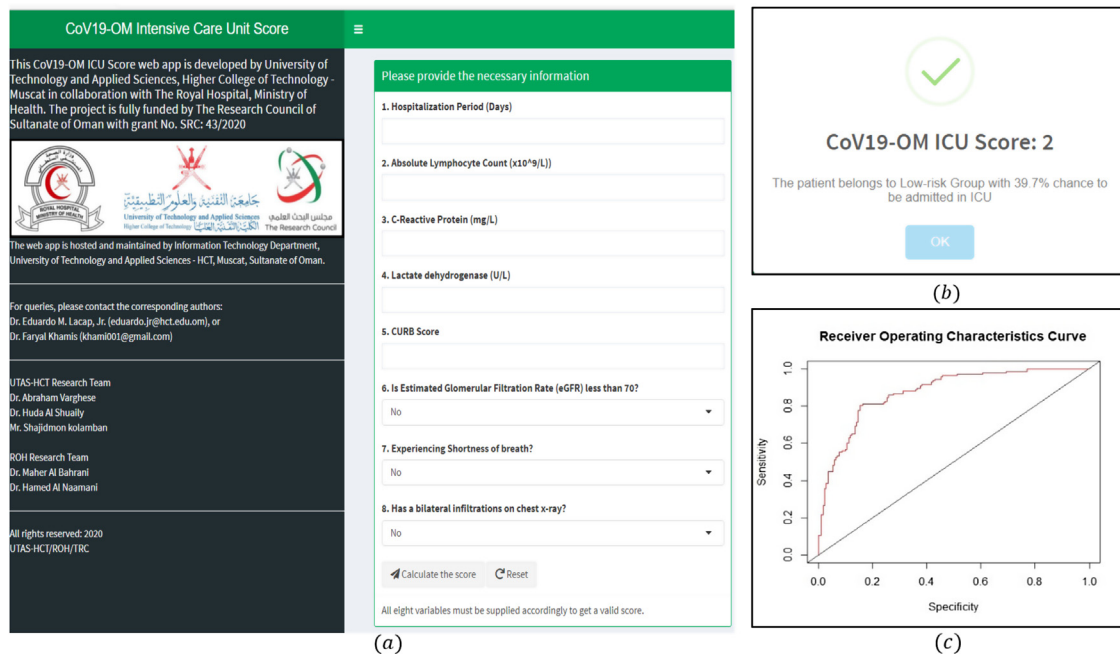 CoV19-OM Intensive Care Unit Score
This CoV19-OM ICU Score web app is developed by University of
Technology and Applied Sciences, Higher College of Technology -
Muscat in collaboration with The Royal Hospital, Ministry of
Health. The project is fully funded by The Research Council of
Sultanate of Oman with grant No. SRC: 43/2020
ROYAL HOSPITAL
MINISTRY OF HEALTH
جامعة التقنية والعلوم التطبيقية
University of Technology and Applied Sciences
Higher College of Technology الكلية التقنية العليا
مجلس البحث العلمي
The Research Council
The web app is hosted and maintained by Information Technology Department,
University of Technology and Applied Sciences - HCT, Muscat, Sultanate of Oman.
For queries, please contact the corresponding authors:
Dr. Eduardo M. Lacap, Jr. (eduardo.jr@hct.edu.om), or
Dr. Faryal Khamis (khami001@gmail.com)
UTAS-HCT Research Team
Dr. Abraham Varghese
Dr. Huda Al Shuaily
Mr. Shajidmon kolamban
ROH Research Team
Dr. Maher Al Bahrani
Dr. Hamed Al Naamani
All rights reserved: 2020
UTAS-HCT/ROH/TRC
Please provide the necessary information
1. Hospitalization Period (Days)
2. Absolute Lymphocyte Count (x10^9/L))
3. C-Reactive Protein (mg/L)
4. Lactate dehydrogenase (U/L)
5. CURB Score
6. Is Estimated Glomerular Filtration Rate (eGFR) less than 70?
No
7. Experiencing Shortness of breath?
No
8. Has a bilateral infiltrations on chest x-ray?
No
Calculate the score
Reset
All eight variables must be supplied accordingly to get a valid score.
(a)
CoV19-OM ICU Score: 2
The patient belongs to Low-risk Group with 39.7% chance to
be admitted in ICU
OK
(b)
Receiver Operating Characteristics Curve
Sensitivity
1.0
0.8
0.6
0.4
0.2
0.0
0.0 0.2 0.4 0.6 0.8 1.0
Specificity
(c)